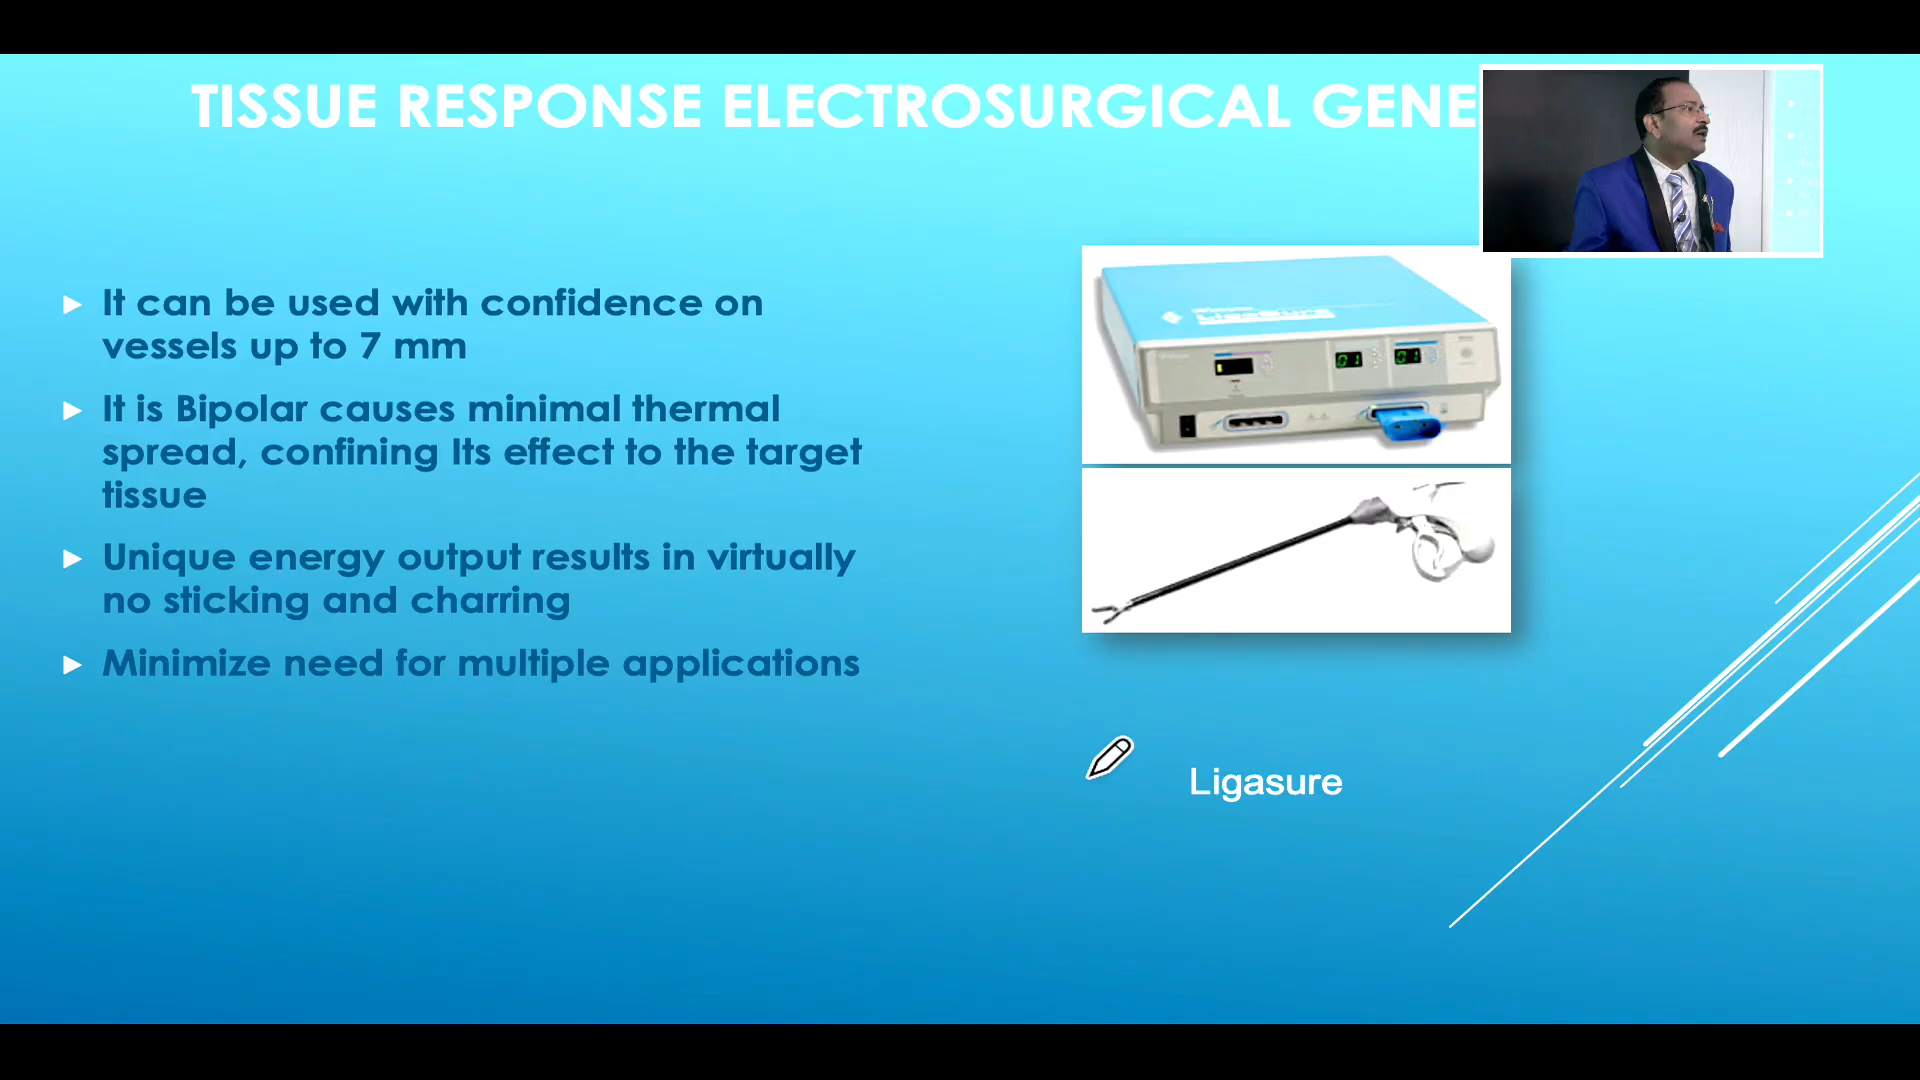 TISSUE RESPONSE ELECTROSURGICAL GENE
It can be used with confidence on
vessels up to 7 mm
It is Bipolar causes minimal thermal
spread, confining Its effect to the target
tissue
Unique energy output results in virtually
no sticking and charring
Minimize need for multiple applications
01 01
Ligasure